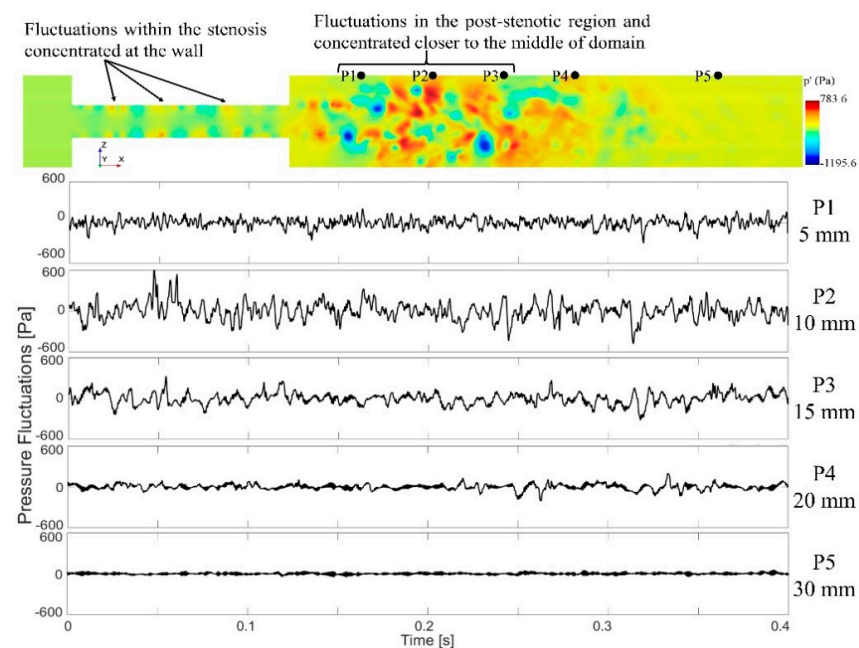 Fluctuations within the stenosis
concentrated at the wall
Fluctuations in the post-stenotic region and
concentrated closer to the middle of domain
P1 P2 P3 P4 P5
p' (Pa)
783.6
-1195.6
Z
Y X
Pressure Fluctuations [Pa]
600
0
-600
P1
5 mm
600
0
-600
P2
10 mm
600
0
-600
P3
15 mm
600
0
-600
P4
20 mm
600
0
-600
P5
30 mm
0 0.1 0.2 0.3 0.4
Time [s]